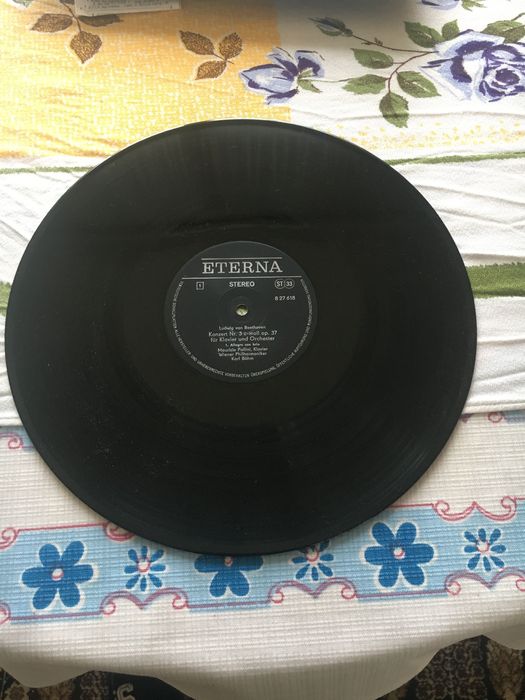 ETERNA
1 STEREO ST 33
8 27 618
Ludwig van Beethoven
Konzert Nr. 3 c-moll op. 37
für Klavier und Orchester
1. Allegro con brio
Maurizio Pollini, Klavier
Wiener Philharmoniker
Karl Böhm